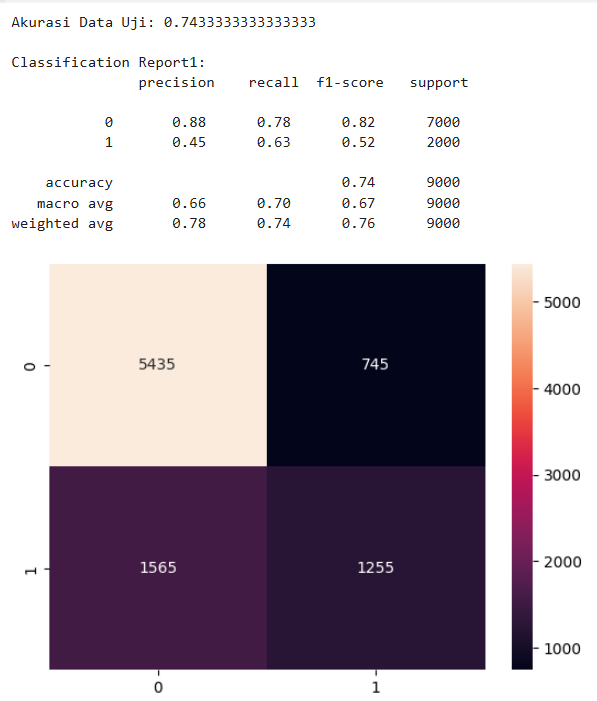 Akurasi Data Uji: 0.7433333333333333
Classification Report1:
precision recall f1-score support
0 0.88 0.78 0.82 7000
1 0.45 0.63 0.52 2000
accuracy 0.74 9000
macro avg 0.66 0.70 0.67 9000
weighted avg 0.78 0.74 0.76 9000
5000
0 5435 745
4000
3000
1 1565 1255
2000
1000
0 1